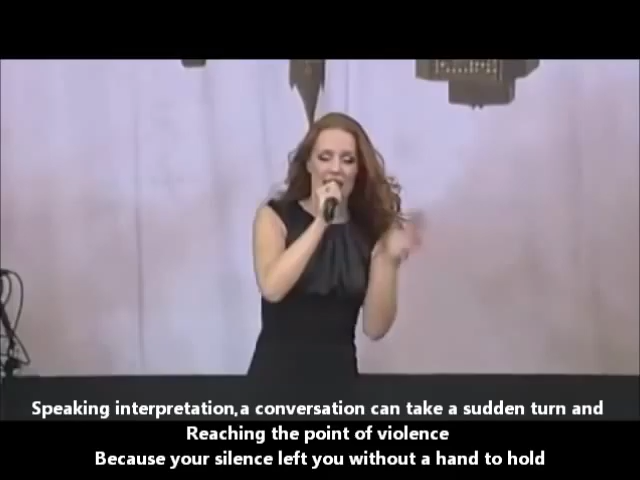 Speaking interpretation,a conversation can take a sudden turn and
Reaching the point of violence
Because your silence left you without a hand to hold